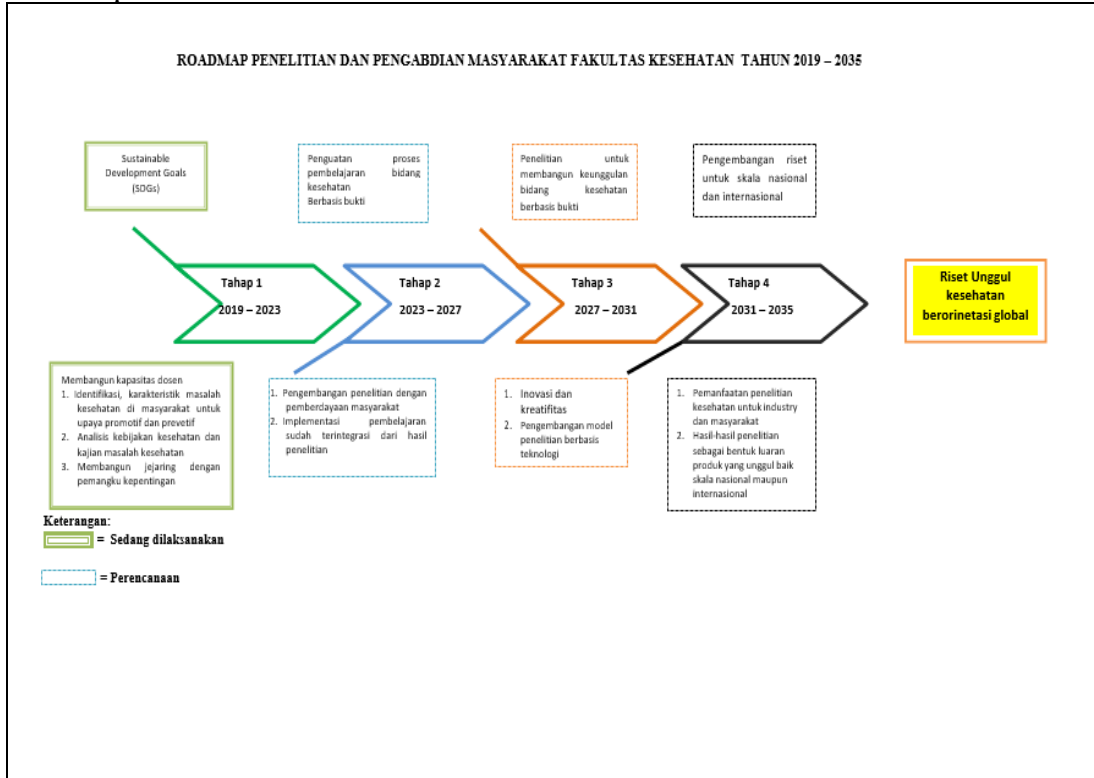 ROADMAP PENELITIAN DAN PENGABDIAN MASYARAKAT FAKULTAS KESEHATAN TAHUN 2019 – 2035
Sustainable
Development Goals
(SDGs)
Penguatan proses
pembelajaran bidang
kesehatan
Berbasis bukti
Penelitian untuk
membangun keunggulan
bidang kesehatan
berbasis bukti
Pengembangan riset
untuk skala nasional
dan internasional
Tahap 1
2019 – 2023
Tahap 2
2023 – 2027
Tahap 3
2027 – 2031
Tahap 4
2031 – 2035
Riset Unggul
kesehatan
berorinetasi global
Membangun kapasitas dosen
1. Identifikasi, karakteristik masalah
kesehatan di masyarakat untuk
upaya promotif dan prevetif
2. Analisis kebijakan kesehatan dan
kajian masalah kesehatan
3. Membangun jejaring dengan
pemangku kepentingan
1. Pengembangan penelitian dengan
pemberdayaan masyarakat
2. Implementasi pembelajaran
sudah terintegrasi dari hasil
penelitian
1. Inovasi dan
kreatifitas
2. Pengembangan model
penelitian berbasis
teknologi
1. Pemanfaatan penelitian
kesehatan untuk industry
dan masyarakat
2. Hasil-hasil penelitian
sebagai bentuk luaran
produk yang unggul baik
skala nasional maupun
internasional
Keterangan:
= Sedang dilaksanakan
= Perencanaan